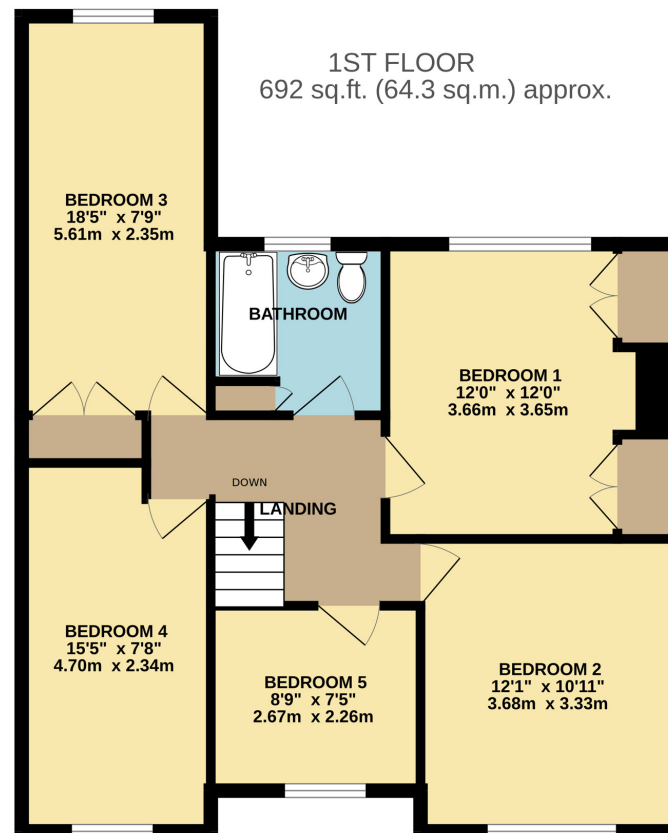 1ST FLOOR
692 sq.ft. (64.3 sq.m.) approx.
BEDROOM 3
18'5" x 7'9"
5.61m x 2.35m
BATHROOM
BEDROOM 1
12'0" x 12'0"
3.66m x 3.65m
DOWN
LANDING
BEDROOM 4
15'5" x 7'8"
4.70m x 2.34m
BEDROOM 5
8'9" x 7'5"
2.67m x 2.26m
BEDROOM 2
12'1" x 10'11"
3.68m x 3.33m